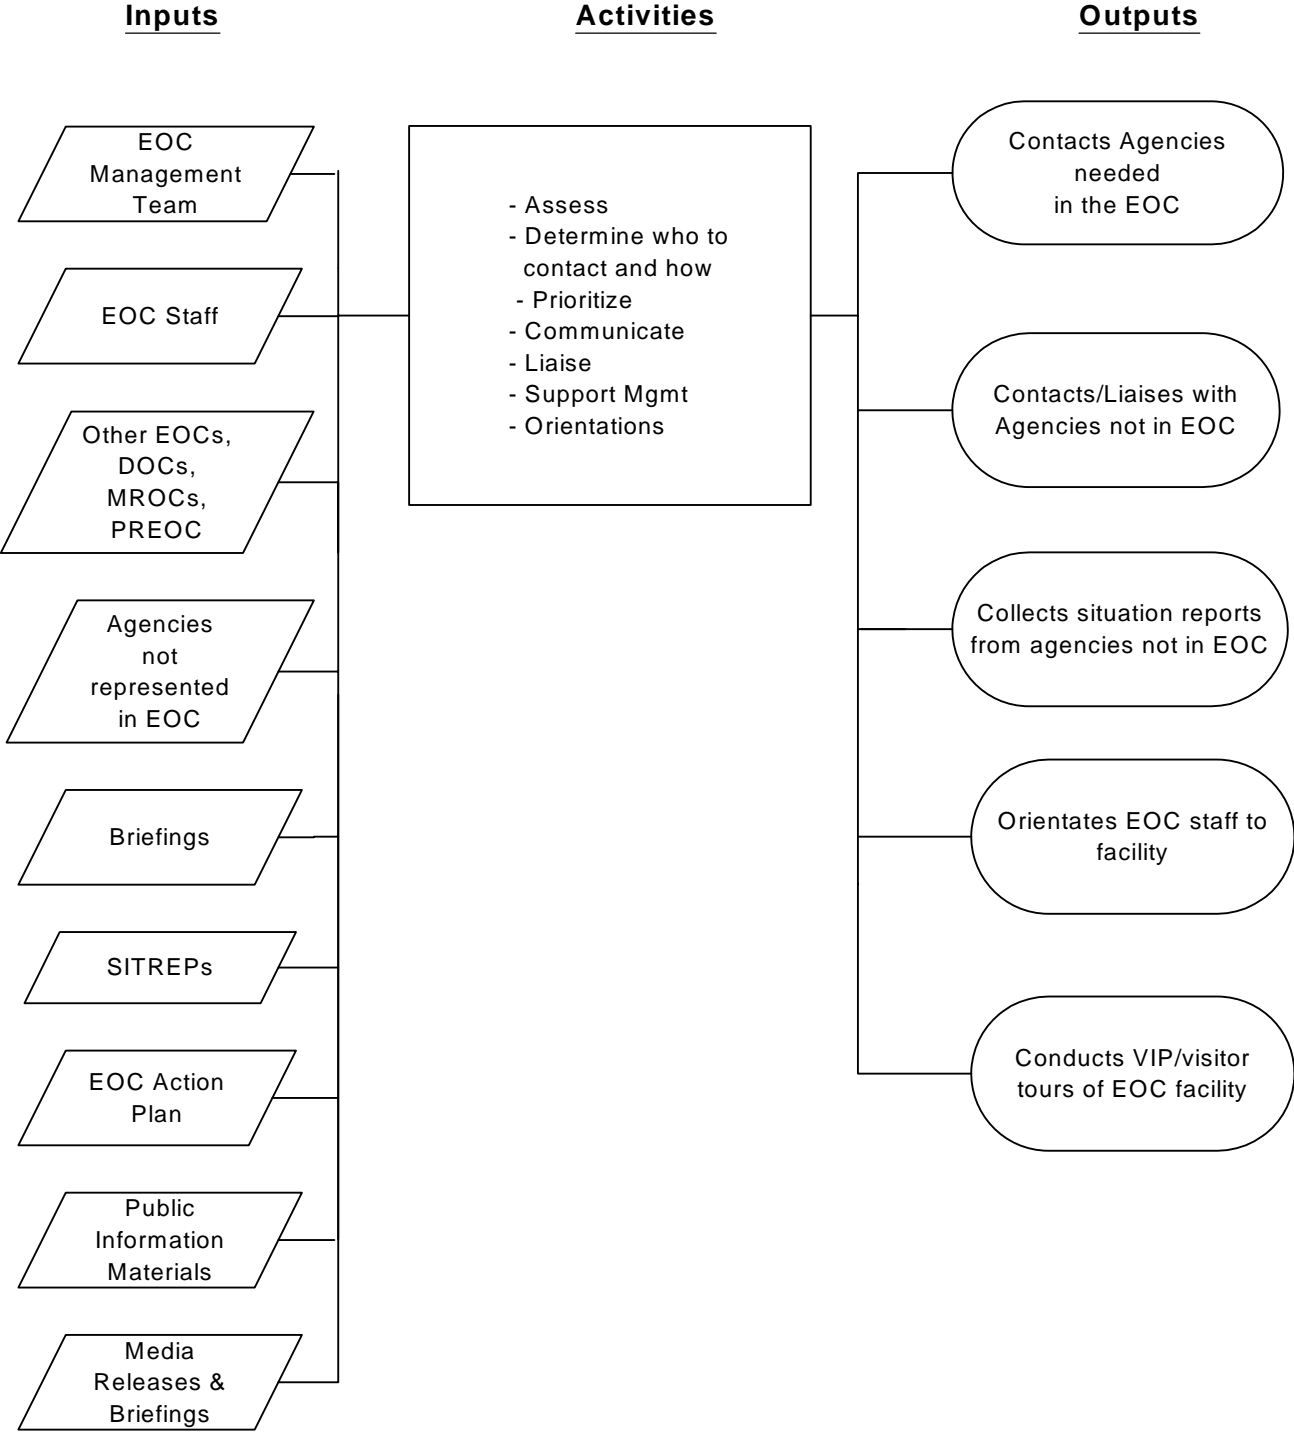 Inputs
Activities
Outputs
EOC
Management
Team
EOC Staff
Other EOCs,
DOCs,
MROCs,
PREOC
Agencies
not
represented
in EOC
Briefings
SITREPs
EOC Action
Plan
Public
Information
Materials
Media
Releases &
Briefings
- Assess
- Determine who to
contact and how
- Prioritize
- Communicate
- Liaise
- Support Mgmt
- Orientations
Contacts Agencies
needed
in the EOC
Contacts/Liaises with
Agencies not in EOC
Collects situation reports
from agencies not in EOC
Orientates EOC staff to
facility
Conducts VIP/visitor
tours of EOC facility